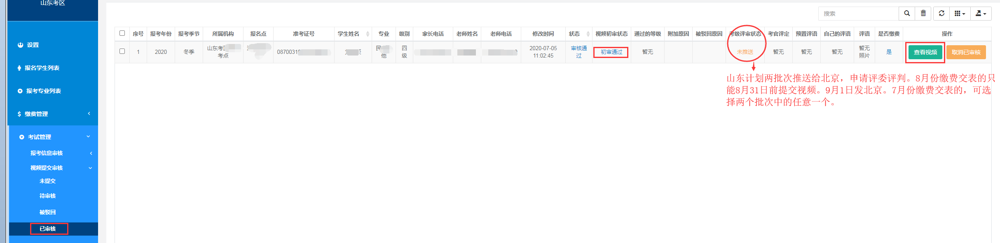 山东考区
设置
报名学生列表
报考专业列表
缴费管理
考试管理
报考信息审核
视频提交审核
未提交
待审核
被驳回
已审核
搜索
序号 报考年份 报考季节 所属机构 报名点 准考证号 学生姓名 专业 级别 家长电话 老师姓名 老师电话 修改时间 状态 视频初审状态 通过的等级 附加原因 被驳回原因 考级评审状态 考官评定 预置评语 自己的评语 评语 是否缴费 操作
1 2020 冬季 山东考 考点 0870031 民 他 四级 2020-07-05 11:02:45 审核通过 初审通过 暂无 未推送 暂无 暂无 暂无 暂无照片 是 查看视频 取消已审核
山东计划两批次推送给北京，申请评委评判。8月份缴费交表的只
能8月31日前提交视频。9月1日发北京。7月份缴费交表的，可选
择两个批次中的任意一个。